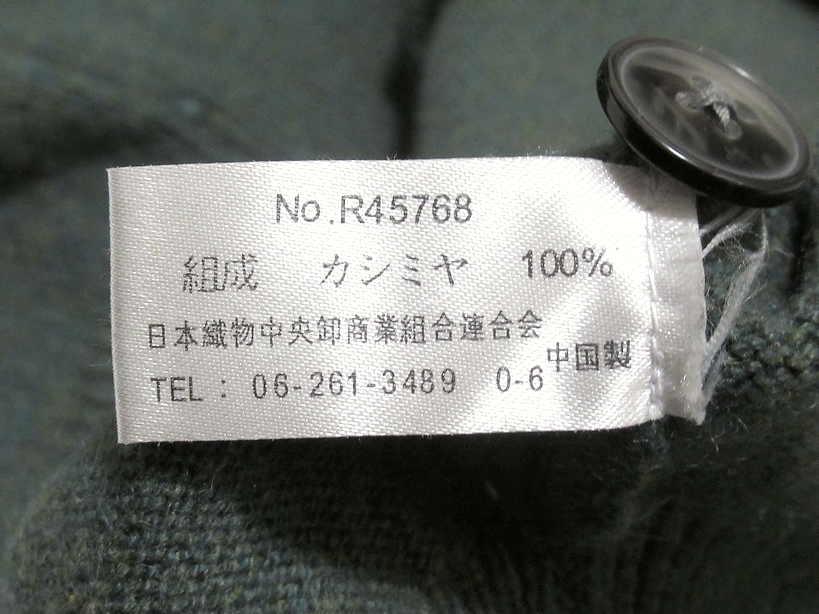 No.R45768
組成 カシミヤ 100%
日本織物中央卸商業組合連合会
中国製
TEL : 06-261-3489 0-6